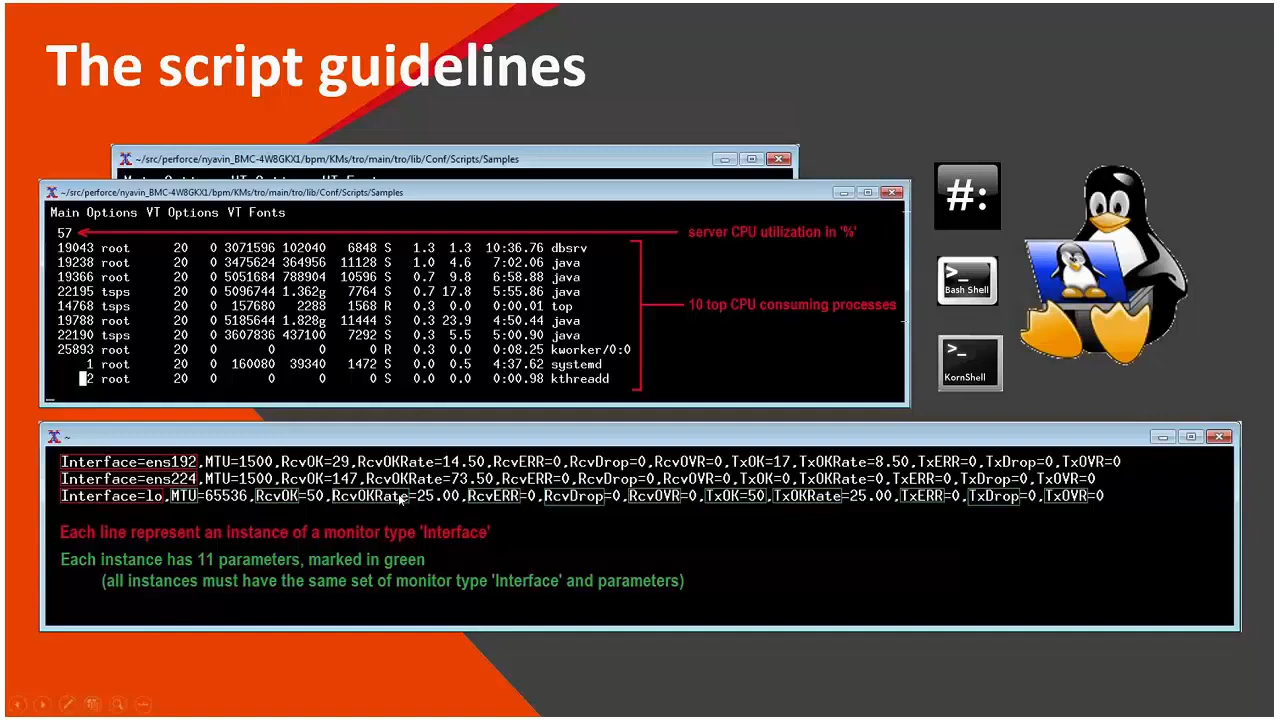 The script guidelines
~/src/perforce/nyavin_BMC-4W8GKX1/bpm/KMs/tro/main/tro/lib/Conf/Scripts/Samples
~/src/perforce/nyavin_BMC-4W8GKX1/bpm/KMs/tro/main/tro/lib/Conf/Scripts/Samples
Main Options VT Options VT Fonts
57 server CPU utilization in '%'
19043 root 20 0 3071596 102040 6848 S 1.3 1.3 10:36.76 dbsrv
19238 root 20 0 3475624 364956 11128 S 1.0 4.6 7:02.06 java
19366 root 20 0 5051684 788904 10596 S 0.7 9.8 6:58.88 java
22195 tsps 20 0 5096744 1.362g 7764 S 0.7 17.8 5:55.86 java
14768 tsps 20 0 157680 2288 1568 R 0.3 0.0 0:00.01 top
10 top CPU consuming processes
19788 root 20 0 5185644 1.828g 11444 S 0.3 23.9 4:50.44 java
22190 tsps 20 0 3607836 437100 7292 S 0.3 5.5 5:00.90 java
25893 root 20 0 0 0 0 R 0.3 0.0 0:08.25 kworker/0:0
1 root 20 0 160080 39340 1472 S 0.0 0.5 4:37.62 systemd
2 root 20 0 0 0 0 S 0.0 0.0 0:00.98 kthreadd
#:
>_
Bash Shell
>_
KornShell
~
Interface=ens192,MTU=1500,RcvOK=29,RcvOKRate=14.50,RcvERR=0,RcvDrop=0,RcvOVR=0,TxOK=17,TxOKRate=8.50,TxERR=0,TxDrop=0,TxOVR=0
Interface=ens224,MTU=1500,RcvOK=147,RcvOKRate=73.50,RcvERR=0,RcvDrop=0,RcvOVR=0,TxOK=0,TxOKRate=0,TxERR=0,TxDrop=0,TxOVR=0
Interface=lo,MTU=65536,RcvOK=50,RcvOKRate=25.00,RcvERR=0,RcvDrop=0,RcvOVR=0,TxOK=50,TxOKRate=25.00,TxERR=0,TxDrop=0,TxOVR=0
Each line represent an instance of a monitor type 'Interface'
Each instance has 11 parameters, marked in green
(all instances must have the same set of monitor type 'Interface' and parameters)